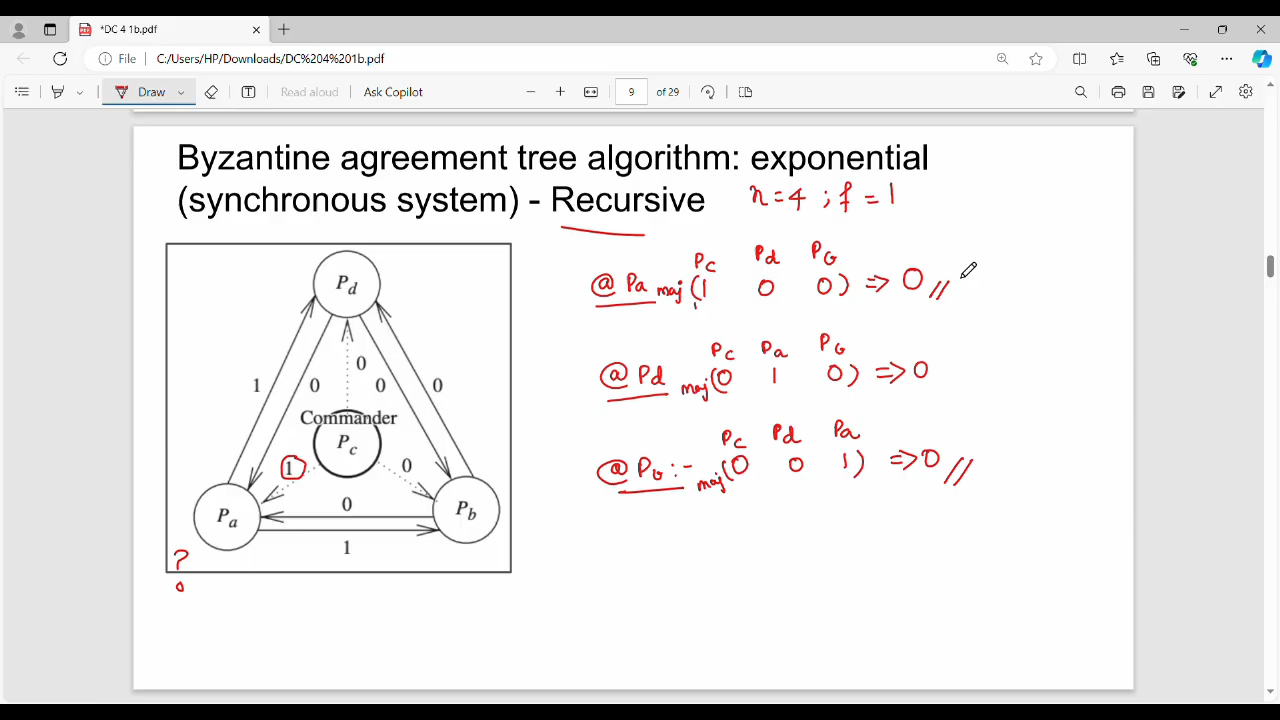 *DC 4 1b.pdf
File C:/Users/HP/Downloads/DC%204%201b.pdf
Draw Read aloud Ask Copilot 9 of 29
Byzantine agreement tree algorithm: exponential
(synchronous system) - Recursive n=4 ; f=1
Pd
1 0 0 0 0
Commander
Pc
1 0
Pa 0 Pb
1
?
Pc Pd Pb
@ Pa maj(1 0 0) => 0 //
Pc Pa Pb
@ Pd maj(0 1 0) => 0
Pc Pd Pa
@ Pb :- maj(0 0 1) => 0 //